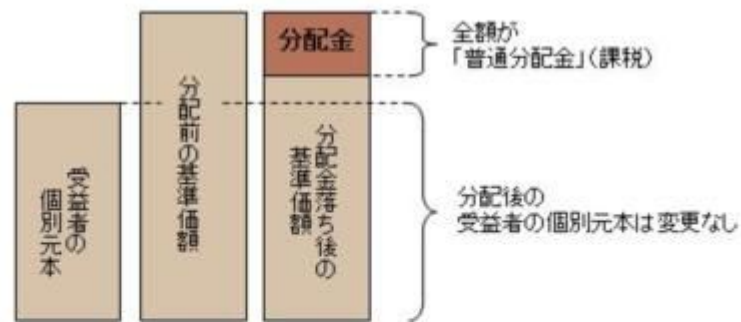 分配金
全額が
「普通分配金」(課税)
分配前の基準価額
受益者の
個別元本
分配金落ち後の
基準価額
分配後の
受益者の個別元本は変更なし